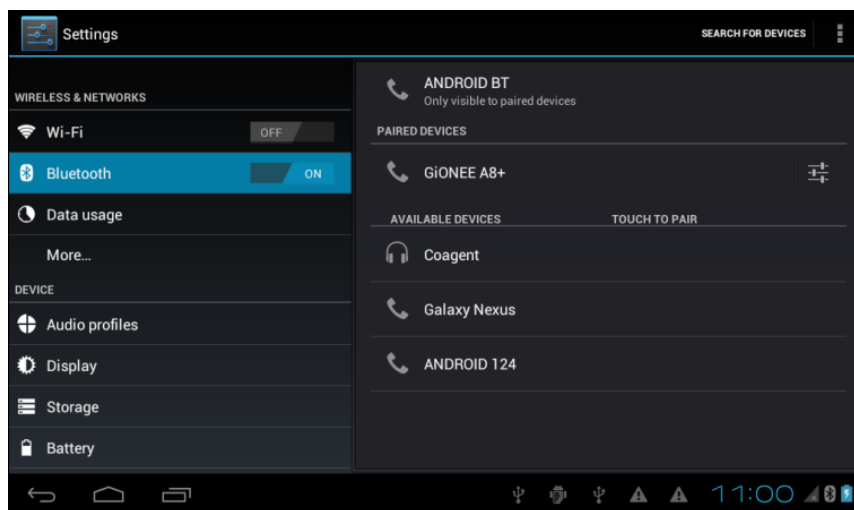 Settings
SEARCH FOR DEVICES
WIRELESS & NETWORKS
Wi-Fi
OFF
Bluetooth
ON
Data usage
More...
DEVICE
Audio profiles
Display
Storage
Battery
ANDROID BT
Only visible to paired devices
PAIRED DEVICES
GiONEE A8+
AVAILABLE DEVICES TOUCH TO PAIR
Coagent
Galaxy Nexus
ANDROID 124
11:00